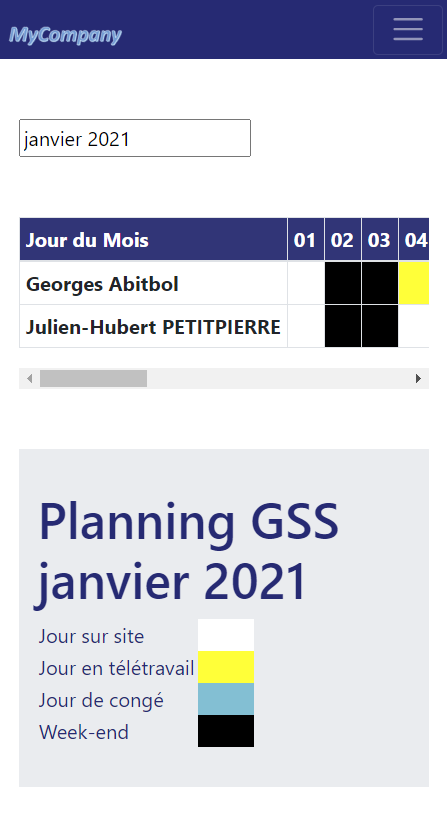 MyCompany
janvier 2021
Jour du Mois 01 02 03 04
Georges Abitbol
Julien-Hubert PETITPIERRE
Planning GSS
janvier 2021
Jour sur site
Jour en télétravail
Jour de congé
Week-end